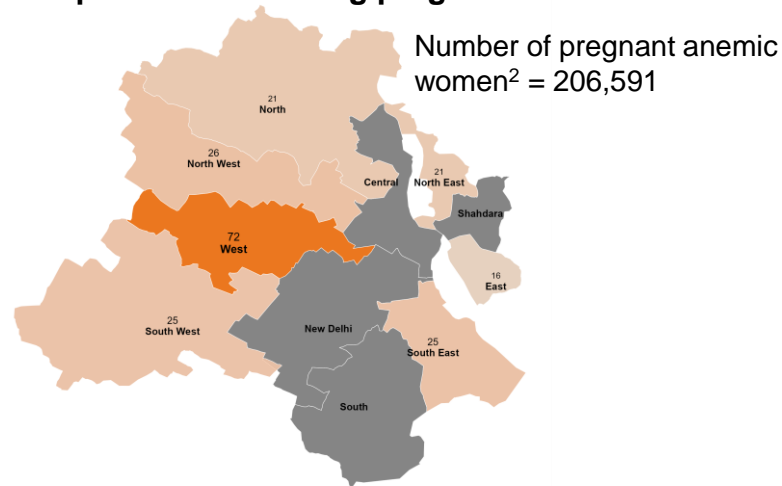 Number of pregnant anemic
women² = 206,591
21
North
26
North West
Central
21
North East
Shahdara
72
West
16
East
25
South West
New Delhi
25
South East
South